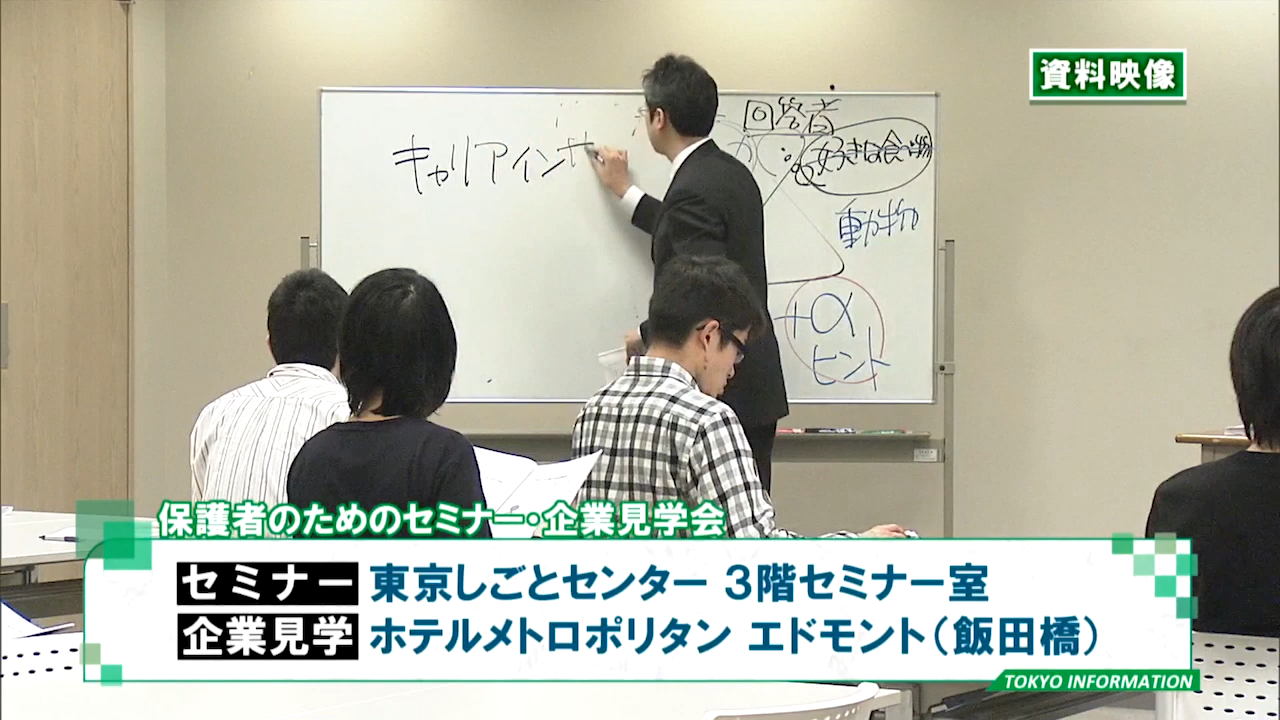 資料映像
回答者
好きな食べ物
キャリアインサ
動物
+α
ヒント
保護者のためのセミナー・企業見学会
セミナー 東京しごとセンター 3階セミナー室
企業見学 ホテルメトロポリタン エドモント(飯田橋)
TOKYO INFORMATION